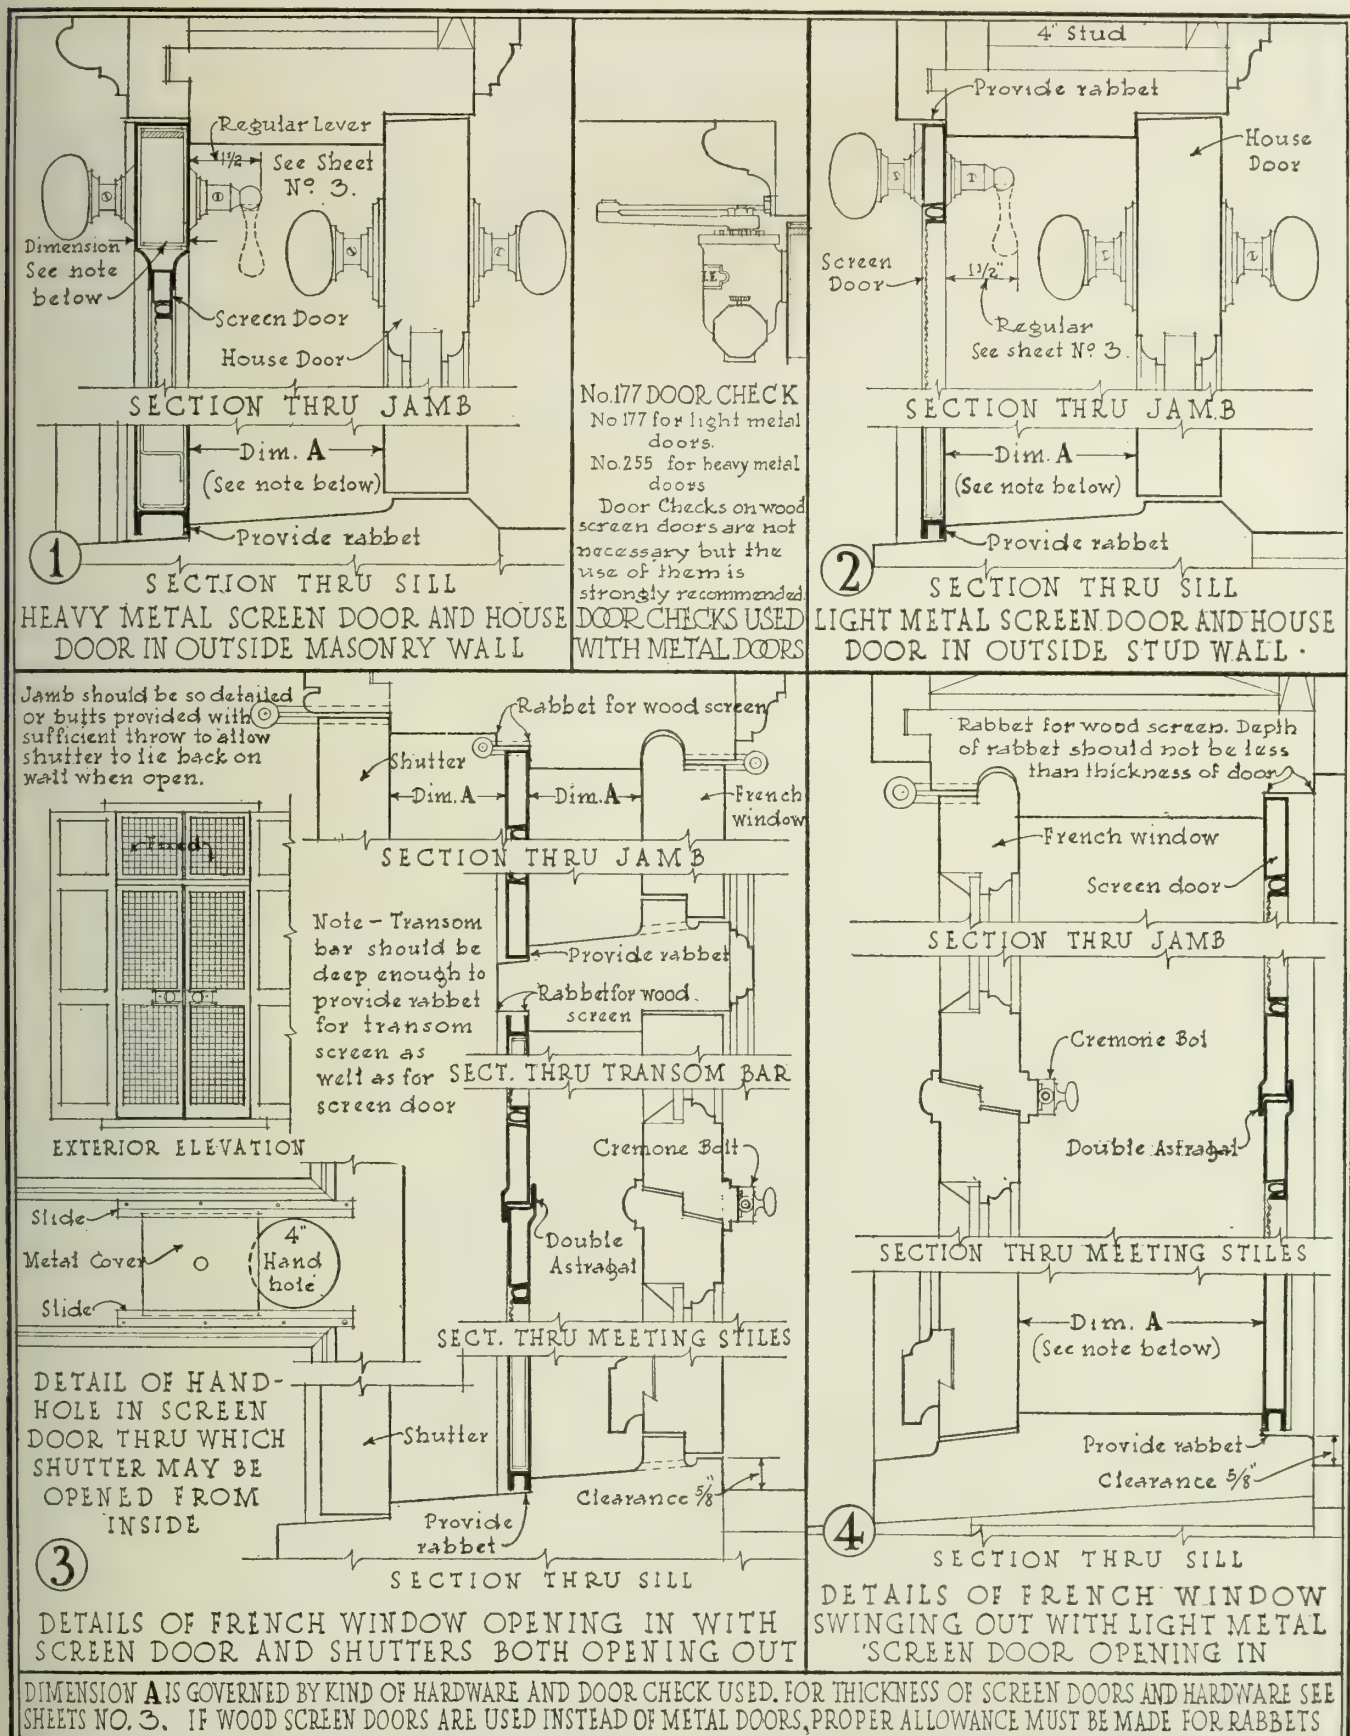 Regular Lever
1½
See Sheet
Nº 3.
Dimension
See note
below
Screen Door
House Door
SECTION THRU JAMB
Dim. A
(See note below)
Provide rabbet
1
SECTION THRU SILL
HEAVY METAL SCREEN DOOR AND HOUSE
DOOR IN OUTSIDE MASONRY WALL
No.177 DOOR CHECK
No 177 for light metal
doors.
No.255 for heavy metal
doors
Door Checks on wood
screen doors are not
necessary but the
use of them is
strongly recommended.
DOOR CHECKS USED
WITH METAL DOORS
4" Stud
Provide rabbet
House
Door
Screen
Door
1½"
Regular
See sheet Nº 3.
SECTION THRU JAMB
Dim. A
(See note below)
Provide rabbet
2
SECTION THRU SILL
LIGHT METAL SCREEN DOOR AND HOUSE
DOOR IN OUTSIDE STUD WALL.
Jamb should be so detailed
or butts provided with
sufficient throw to allow
shutter to lie back on
wall when open.
Rabbet for wood screen
Shutter
Dim. A
Dim. A
French
window
SECTION THRU JAMB
Fixed
Note - Transom
bar should be
deep enough to
provide rabbet
for transom
screen as
well as for
screen door
Provide rabbet
Rabbet for wood
screen
SECT. THRU TRANSOM BAR
EXTERIOR ELEVATION
Cremone Bolt
Slide
Metal Cover
4"
Hand
hole
Slide
Double
Astragal
SECT. THRU MEETING STILES
DETAIL OF HAND-
HOLE IN SCREEN
DOOR THRU WHICH
SHUTTER MAY BE
OPENED FROM
INSIDE
Shutter
Clearance ⅝"
Provide
rabbet
3
SECTION THRU SILL
DETAILS OF FRENCH WINDOW OPENING IN WITH
SCREEN DOOR AND SHUTTERS BOTH OPENING OUT
Rabbet for wood screen. Depth
of rabbet should not be less
than thickness of door
French window
Screen door
SECTION THRU JAMB
Cremone Bol
Double Astragal
SECTION THRU MEETING STILES
Dim. A
(See note below)
Provide rabbet
Clearance ⅝"
4
SECTION THRU SILL
DETAILS OF FRENCH WINDOW
SWINGING OUT WITH LIGHT METAL
SCREEN DOOR OPENING IN
DIMENSION A IS GOVERNED BY KIND OF HARDWARE AND DOOR CHECK USED. FOR THICKNESS OF SCREEN DOORS AND HARDWARE SEE
SHEETS NO. 3. IF WOOD SCREEN DOORS ARE USED INSTEAD OF METAL DOORS, PROPER ALLOWANCE MUST BE MADE FOR RABBETS